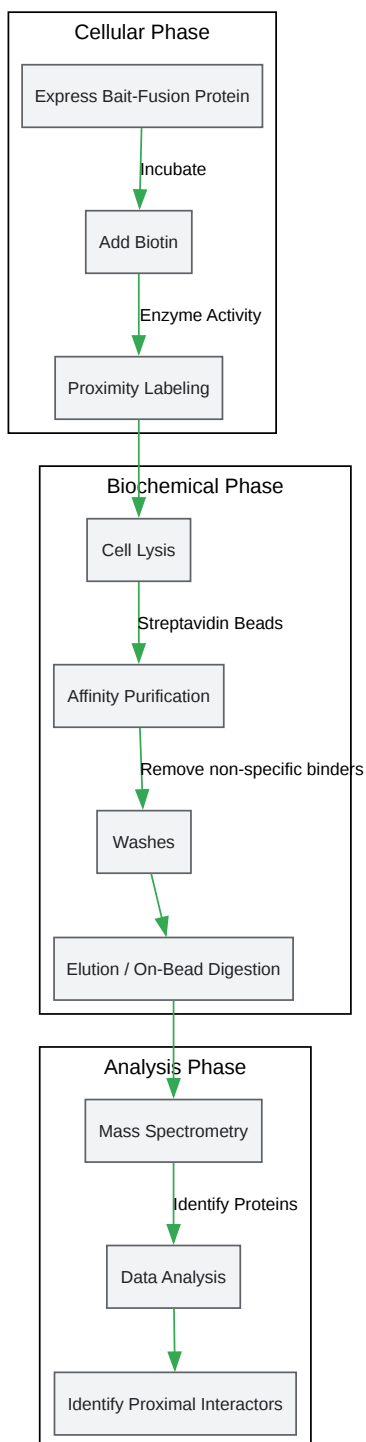 Cellular Phase
Express Bait-Fusion Protein
Incubate
Add Biotin
Enzyme Activity
Proximity Labeling
Biochemical Phase
Cell Lysis
Streptavidin Beads
Affinity Purification
Remove non-specific binders
Washes
Elution / On-Bead Digestion
Analysis Phase
Mass Spectrometry
Identify Proteins
Data Analysis
Identify Proximal Interactors